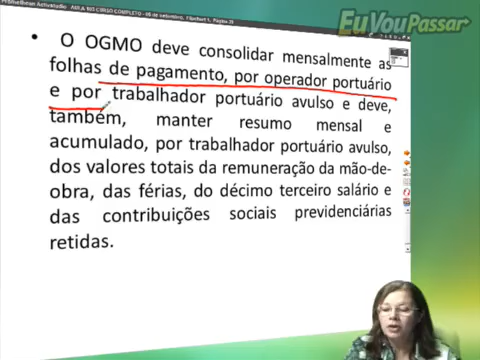 EuVouPassar
• O OGMO deve consolidar mensalmente as
folhas de pagamento, por operador portuário
e por trabalhador portuário avulso e deve,
também, manter resumo mensal e
acumulado, por trabalhador portuário avulso,
dos valores totais da remuneração da mão-de-
obra, das férias, do décimo terceiro salário e
das contribuições sociais previdenciárias
retidas.